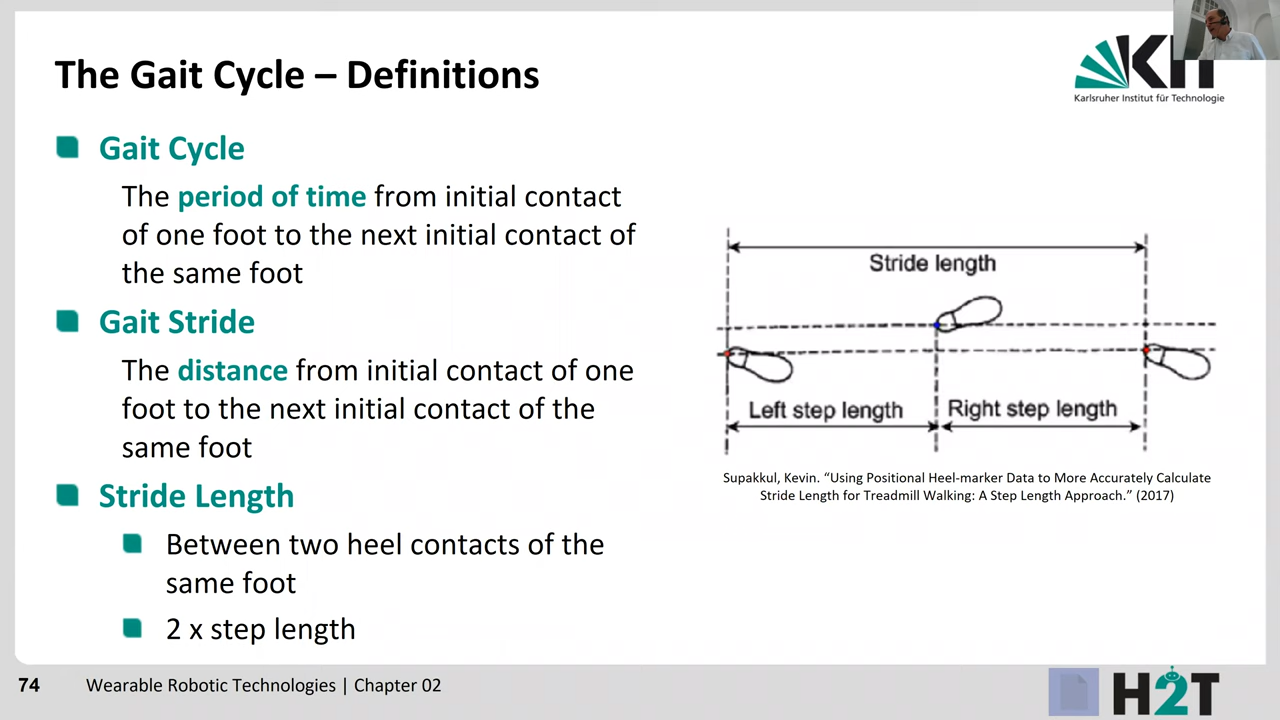 The Gait Cycle – Definitions
Karlsruher Institut für Technologie
Gait Cycle
The period of time from initial contact
of one foot to the next initial contact of
the same foot
Gait Stride
The distance from initial contact of one
foot to the next initial contact of the
same foot
Stride Length
Between two heel contacts of the
same foot
2 x step length
Stride length
Left step length
Right step length
Supakkul, Kevin. “Using Positional Heel-marker Data to More Accurately Calculate
Stride Length for Treadmill Walking: A Step Length Approach.” (2017)
74
Wearable Robotic Technologies | Chapter 02
H2T